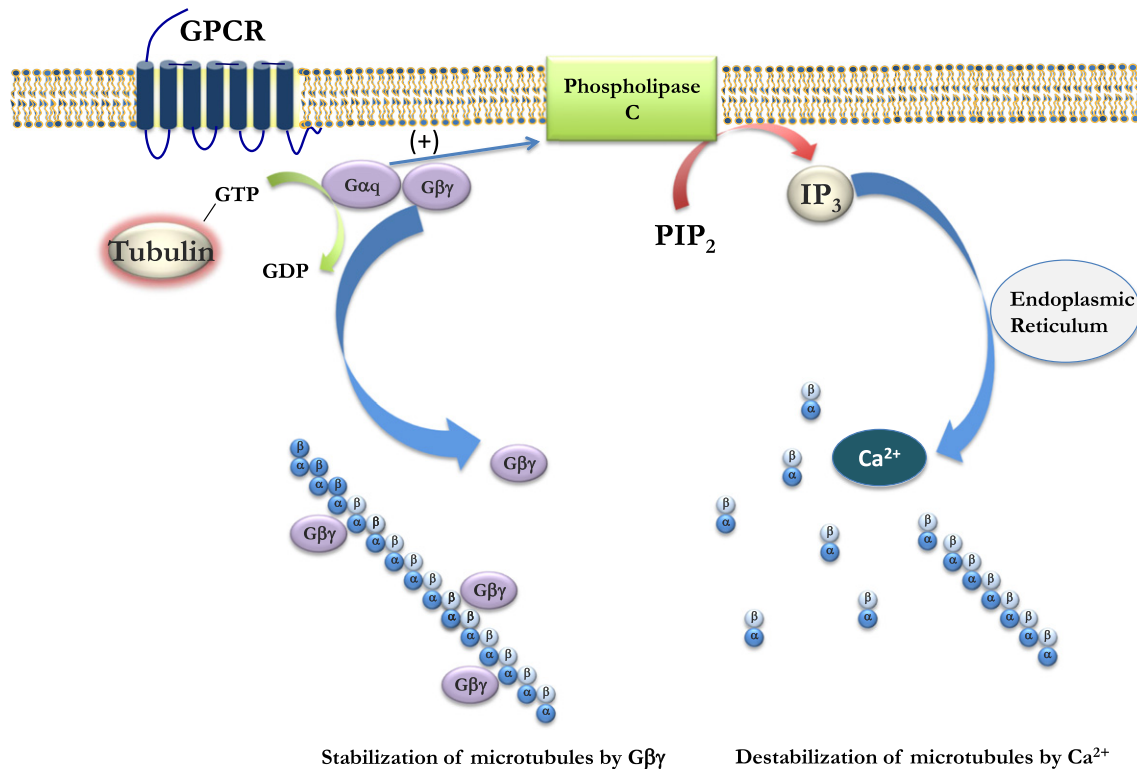 GPCR
Phospholipase
C
(+)
Gαq
Gβγ
GTP
Tubulin
GDP
PIP₂
IP₃
Endoplasmic
Reticulum
Ca²⁺
Gβγ
Gβγ
Gβγ
Gβγ
β
α
β
α
β
α
β
α
β
α
β
α
β
α
β
α
β
α
β
α
β
α
β
α
β
α
β
α
β
α
β
α
β
α
β
α
β
α
β
α
β
α
β
α
β
α
β
α
β
α
β
α
β
α
β
α
Stabilization of microtubules by Gβγ
Destabilization of microtubules by Ca²⁺